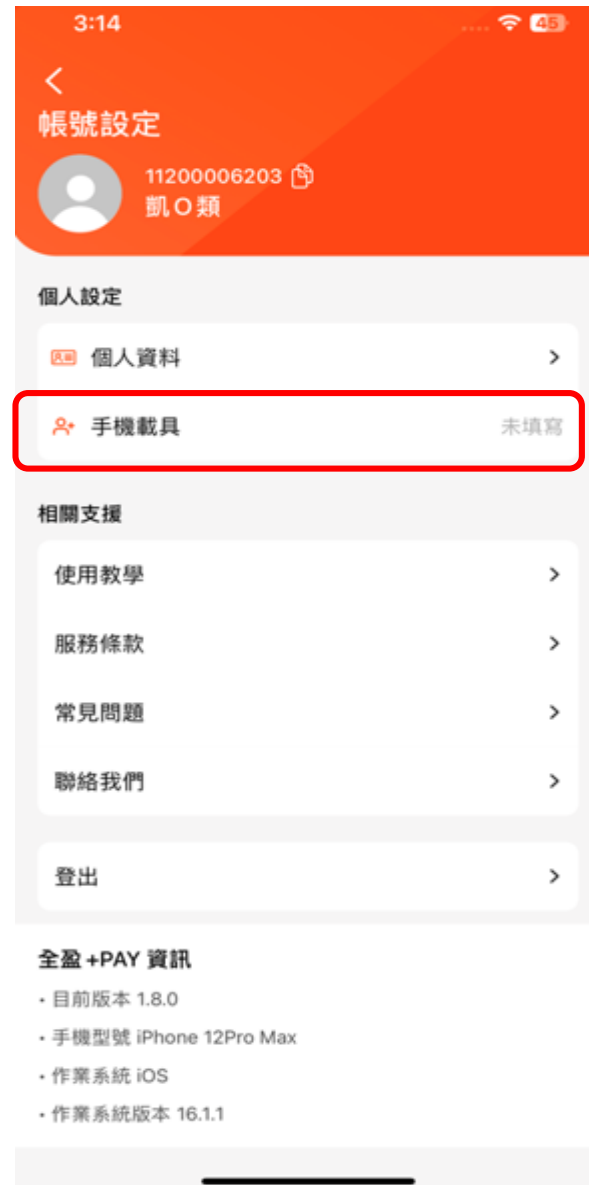 3:14
45
帳號設定
11200006203
凱O類
個人設定
個人資料
手機載具 未填寫
相關支援
使用教學
服務條款
常見問題
聯絡我們
登出
全盈+PAY 資訊
• 目前版本 1.8.0
• 手機型號 iPhone 12Pro Max
• 作業系統 iOS
• 作業系統版本 16.1.1